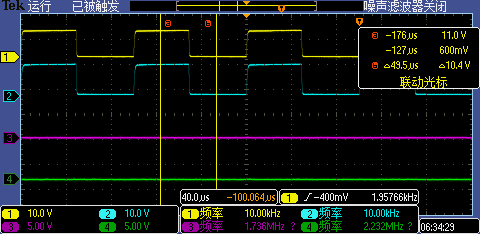 Tek 运行 已被触发 噪声滤波器关闭
a -176.us 11.0 V
-127.us 600mV
b △49.5.us △10.4 V
联动光标
a b
1
2
3
4
40.0.us -100.064.us 1 -400mV 1.95766kHz
1 10.0 V 2 10.0 V 1 频率 10.00kHz 2 频率 10.00kHz
3 5.00 V 4 5.00 V 3 频率 1.736MHz ? 4 频率 2.232MHz ?
06:34:29